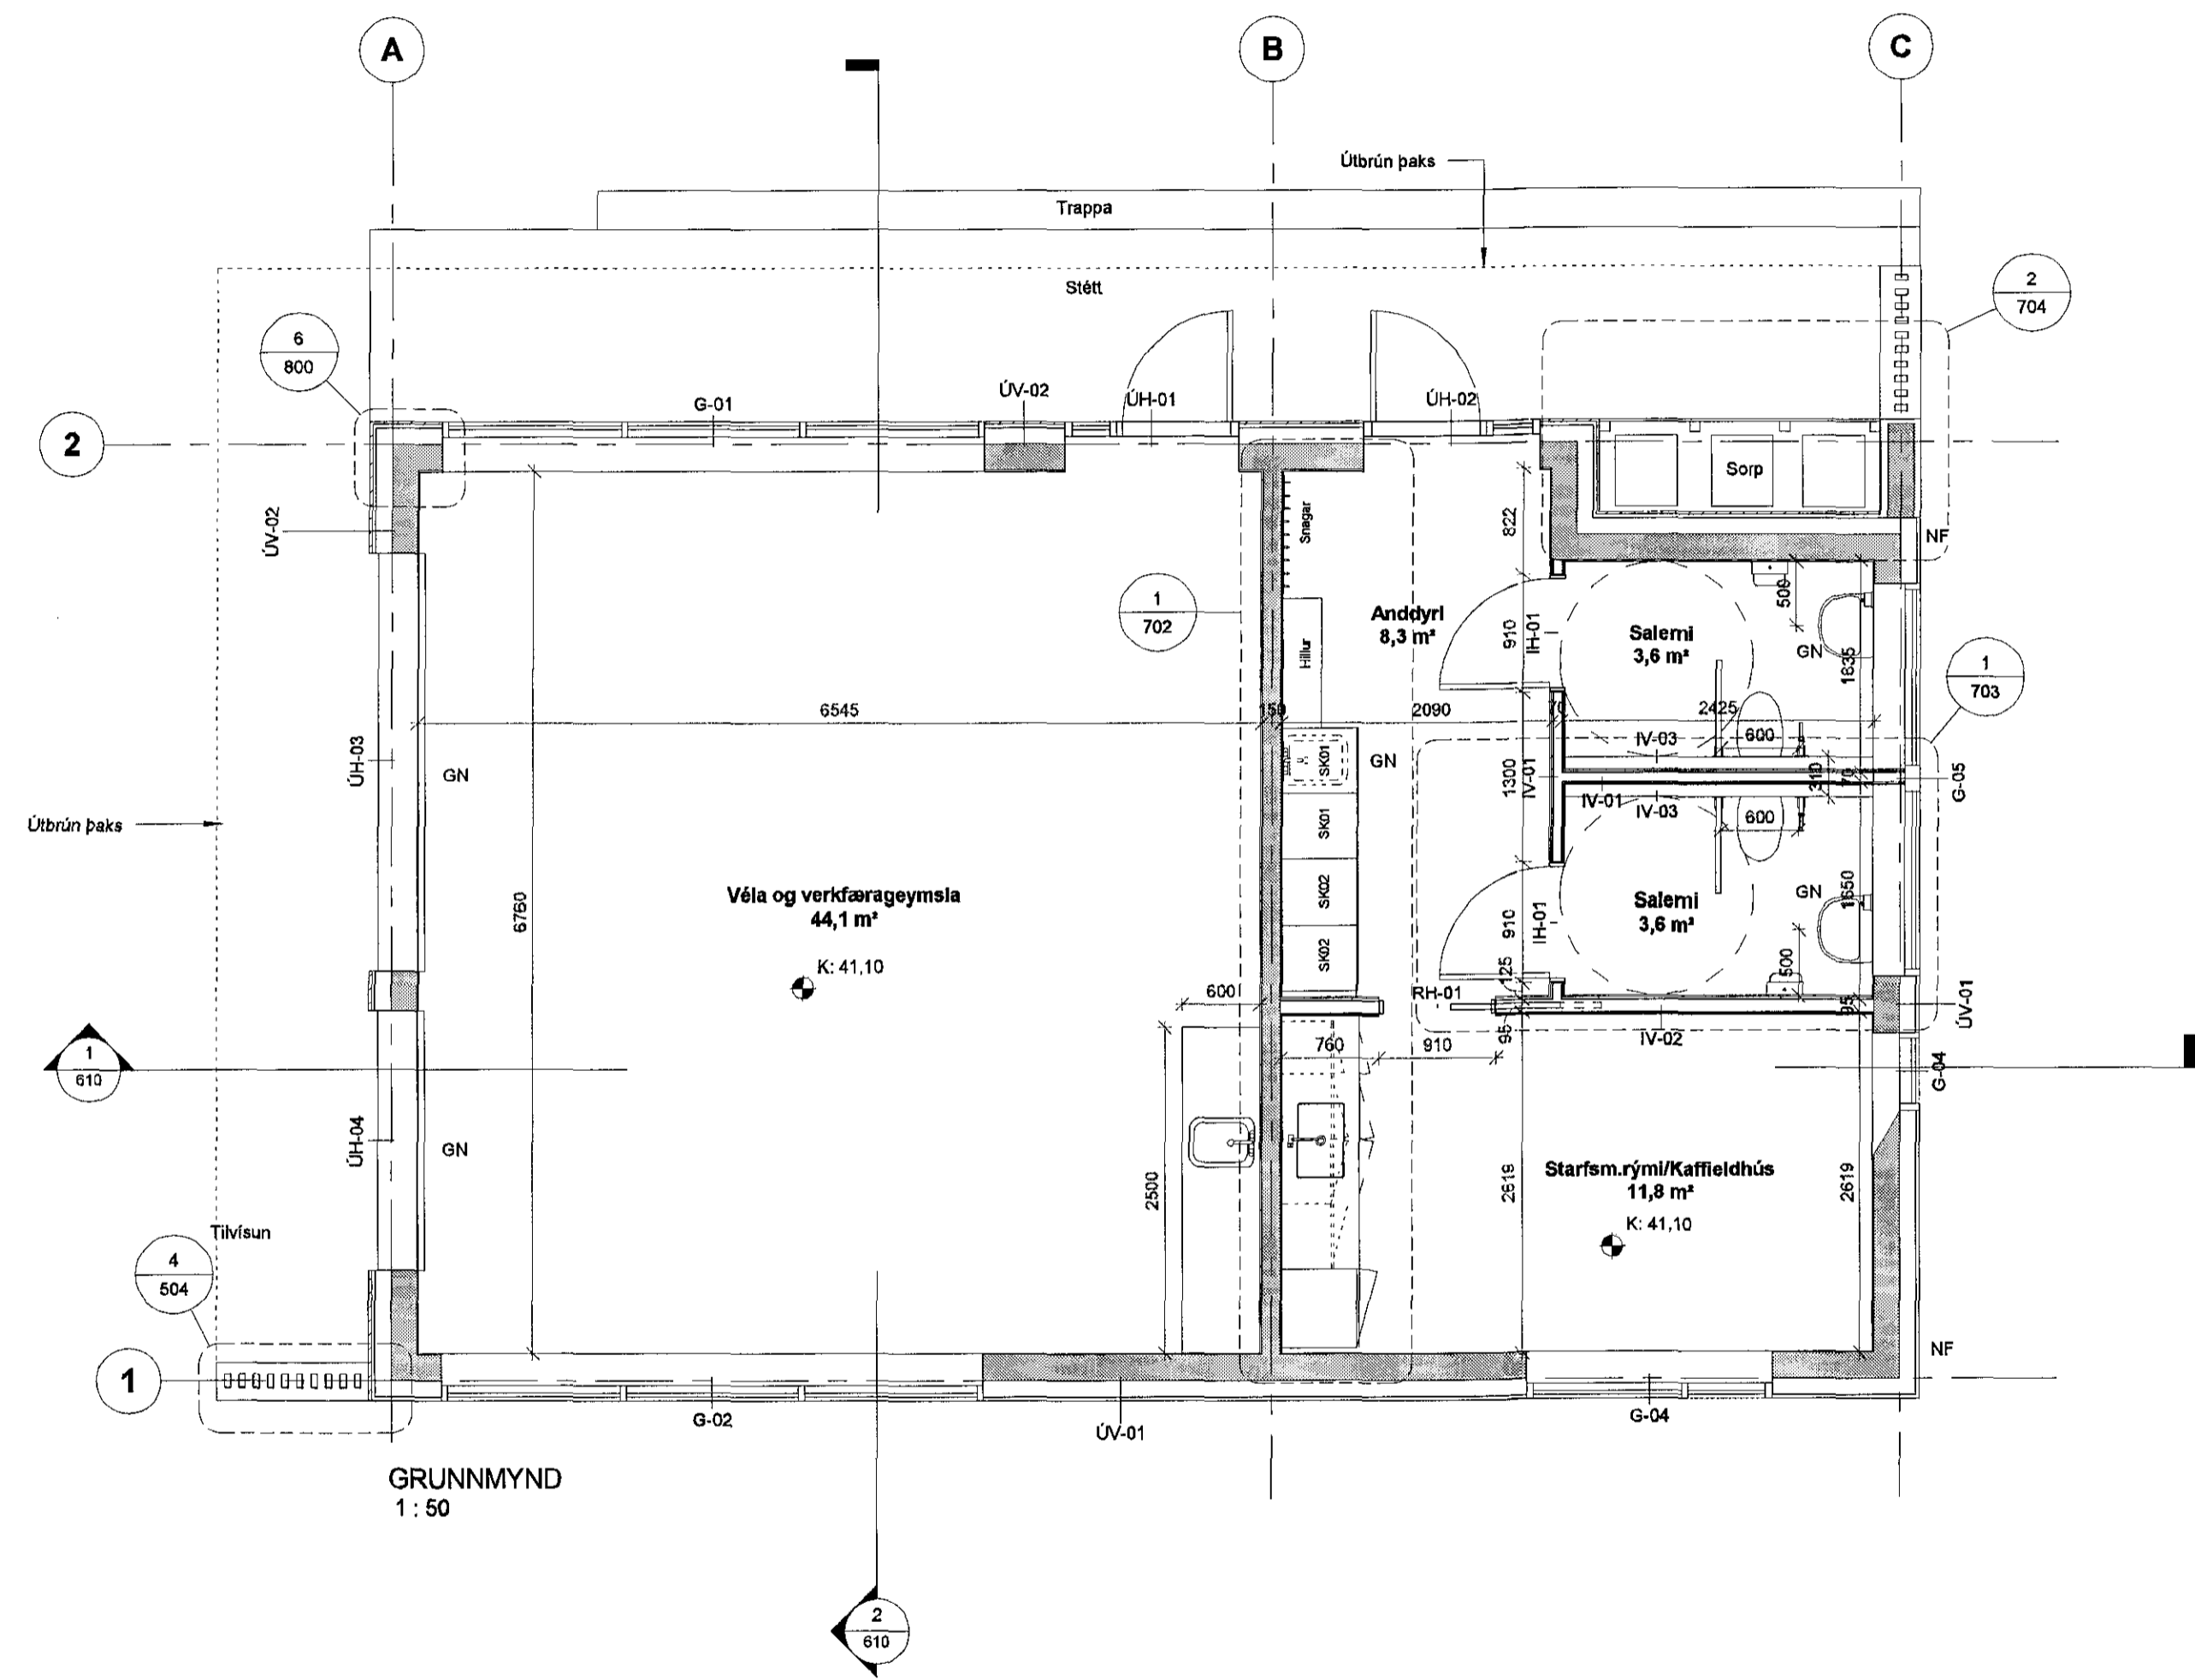 A
B
C
Útbrún þaks
Trappa
Stétt
2
704
6
800
G-01
ÚV-02
ÚH-01
ÚH-02
2
Sorp
ÚV-02
Snagar
822
NF
1
702
Anddyri
8,3 m²
910
IH-01
Salerni
3,6 m²
500
GN
1635
1
703
Hillur
6545
150
2090
70
2425
ÚH-03
GN
SK01
GN
1300
IV-01
IV-03
600
310
70
G-05
IV-01
IV-03
600
SK01
Útbrún þaks
6760
Véla og verkfærageymsla
44,1 m²
K: 41,10
SK02
SK02
910
IH-01
Salerni
3,6 m²
GN
1650
500
125
600
RH-01
95
ÚV-01
1
610
760
910
95
IV-02
G-04
ÚH-04
GN
2500
2619
Starfsm.rými/Kaffieldhús
11,8 m²
K: 41,10
2619
Tilvísun
4
504
NF
1
G-02
ÚV-01
G-04
GRUNNMYND
1 : 50
2
610